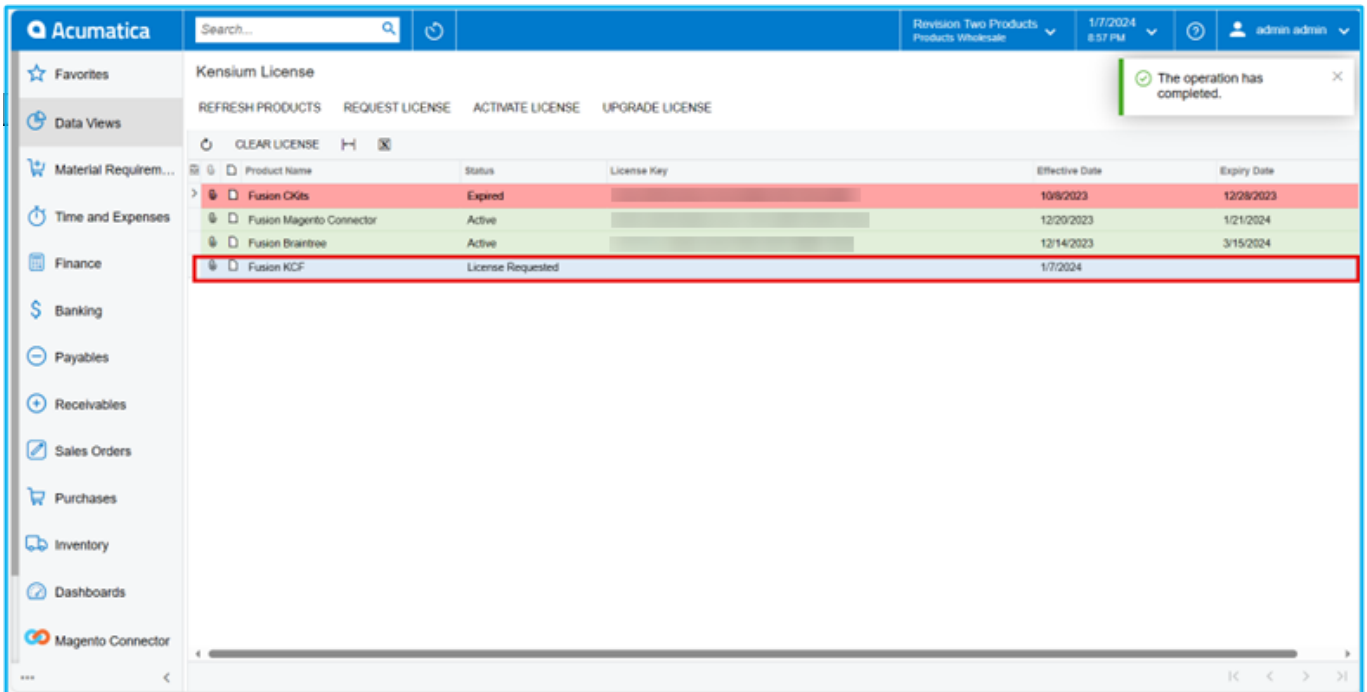 Acumatica
Search...
Revision Two Products
Products Wholesale
1/7/2024
8:57 PM
admin admin
Favorites
Data Views
Material Requirem...
Time and Expenses
Finance
Banking
Payables
Receivables
Sales Orders
Purchases
Inventory
Dashboards
Magento Connector
Kensium License
The operation has
completed.
REFRESH PRODUCTS REQUEST LICENSE ACTIVATE LICENSE UPGRADE LICENSE
CLEAR LICENSE
Product Name Status License Key Effective Date Expiry Date
Fusion CKits Expired 10/8/2023 12/28/2023
Fusion Magento Connector Active 12/20/2023 1/21/2024
Fusion Braintree Active 12/14/2023 3/15/2024
Fusion KCF License Requested 1/7/2024